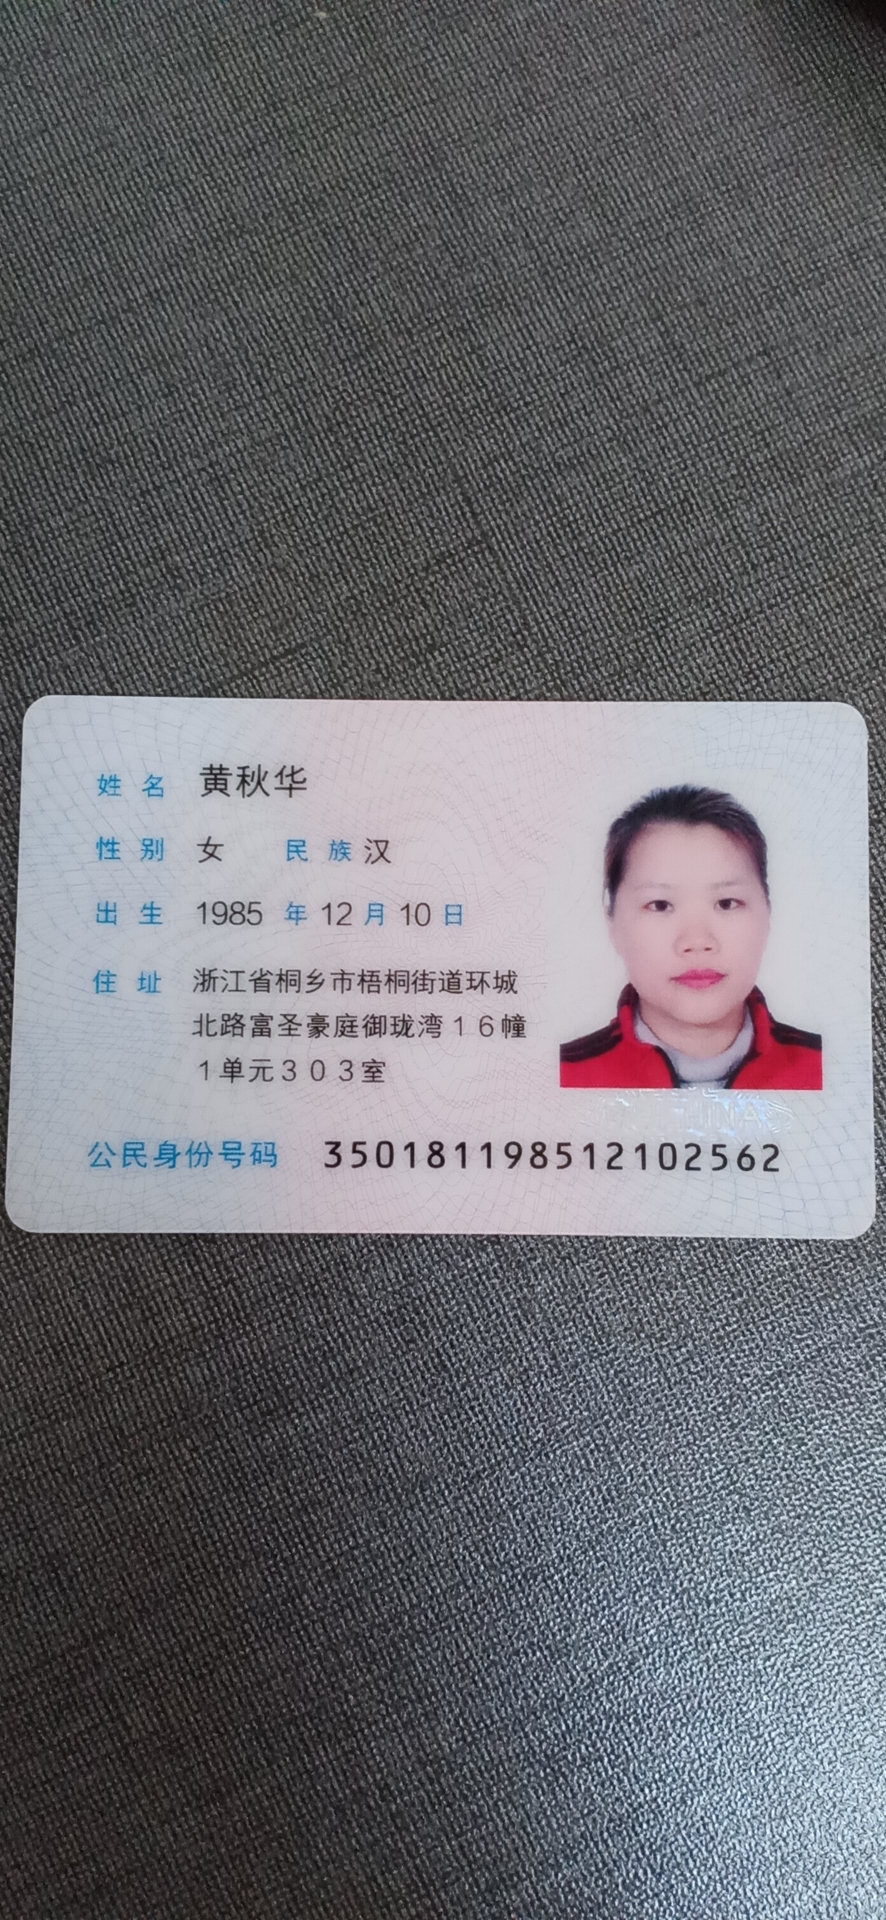 姓名 黄秋华
性别 女 民族 汉
出生 1985 年 12 月 10 日
住址 浙江省桐乡市梧桐街道环城
北路富圣豪庭御珑湾16幢
1单元303室
CHINA
公民身份号码 350181198512102562